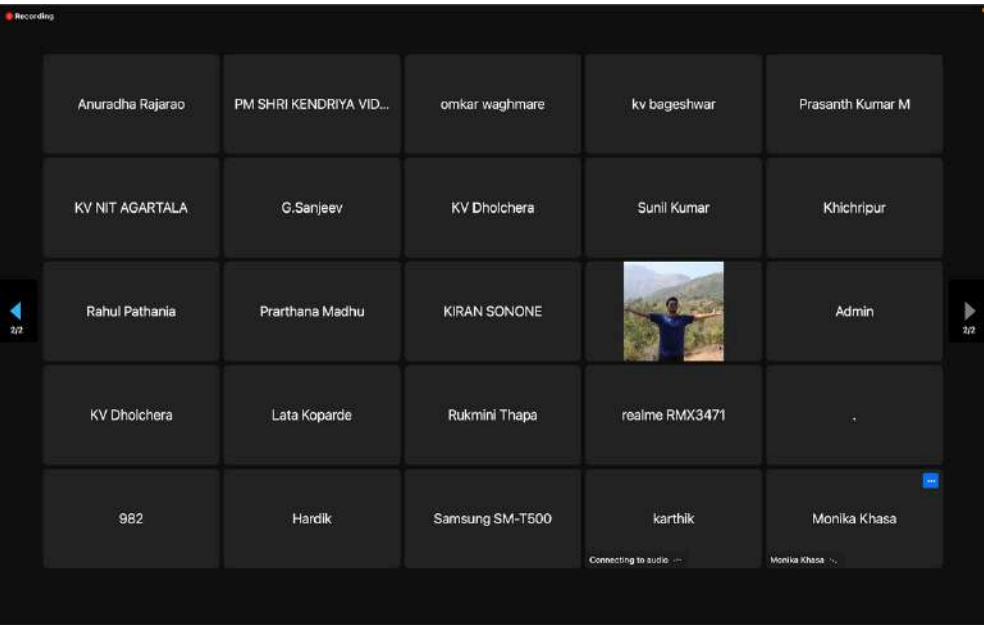 Recording
Anuradha Rajarao
PM SHRI KENDRIYA VID...
omkar waghmare
kv bageshwar
Prasanth Kumar M
KV NIT AGARTALA
G.Sanjeev
KV Dholchera
Sunil Kumar
Khichripur
Rahul Pathania
Prarthana Madhu
KIRAN SONONE
Admin
2/2
2/2
KV Dholchera
Lata Koparde
Rukmini Thapa
realme RMX3471
.
982
Hardik
Samsung SM-T500
karthik
Monika Khasa
Connecting to audio ...
Monika Khasa